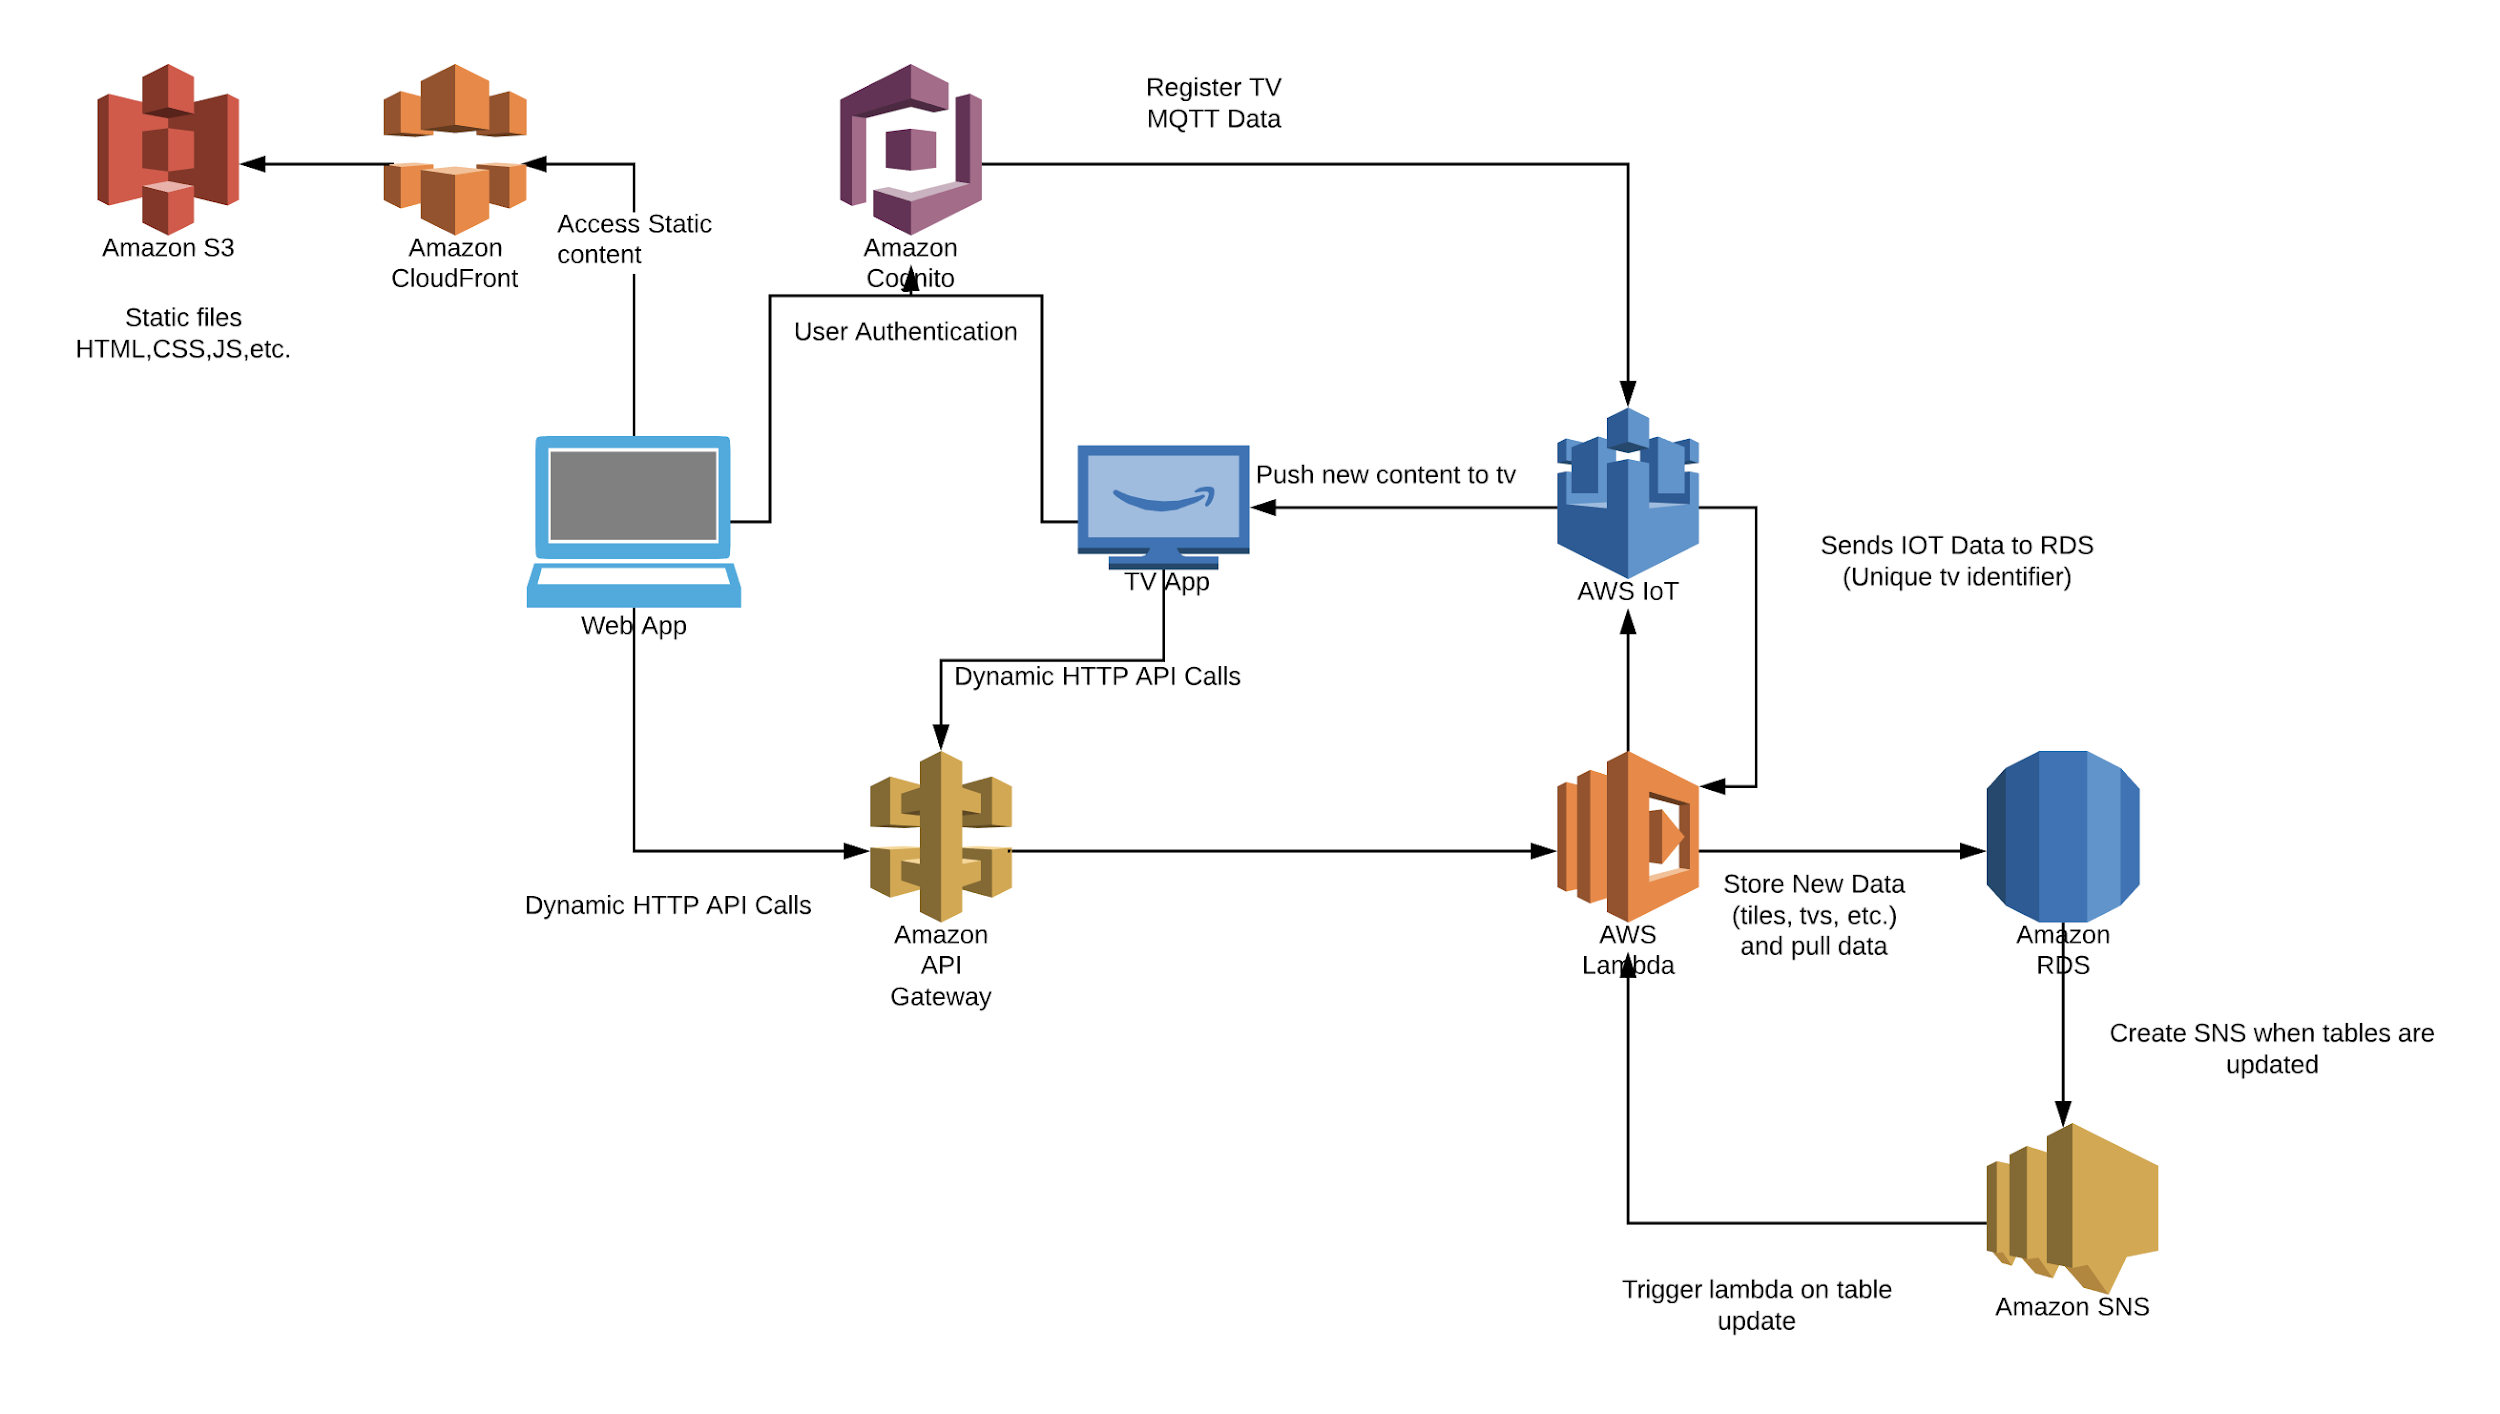 Register TV
MQTT Data
Amazon S3
Amazon
CloudFront
Access Static
content
Amazon
Cognito
Static files
HTML,CSS,JS,etc.
User Authentication
Push new content to tv
Sends IOT Data to RDS
(Unique tv identifier)
TV App
AWS IoT
Web App
Dynamic HTTP API Calls
Dynamic HTTP API Calls
Amazon
API
Gateway
AWS
Lambda
Store New Data
(tiles, tvs, etc.)
and pull data
Amazon
RDS
Create SNS when tables are
updated
Trigger lambda on table
update
Amazon SNS